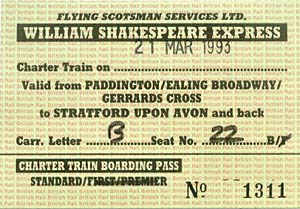 FLYING SCOTSMAN SERVICES LTD.
WILLIAM SHAKESPEARE EXPRESS
21 MAR 1993
Charter Train on
Valid from PADDINGTON/EALING BROADWAY/
GERRARDS CROSS
to STRATFORD UPON AVON and back
Carr. Letter B Seat No. 22 B/F
CHARTER TRAIN BOARDING PASS
STANDARD/FIRST/PREMIER
No 1311